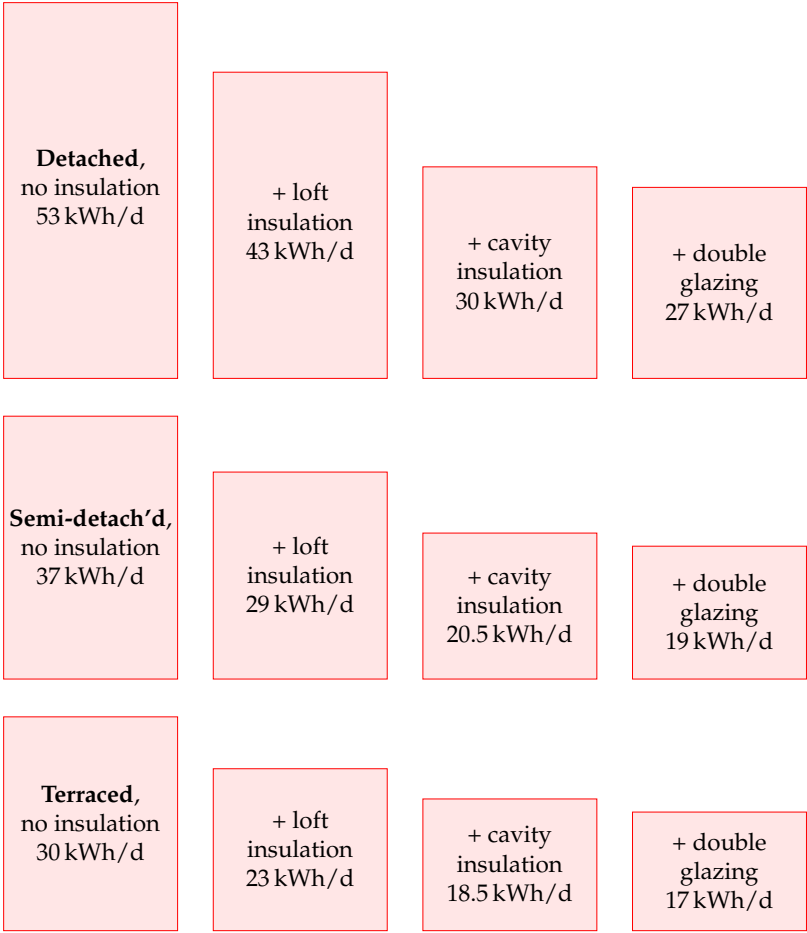 Detached,
no insulation
53 kWh/d
+ loft
insulation
43 kWh/d
+ cavity
insulation
30 kWh/d
+ double
glazing
27 kWh/d
Semi-detach'd,
no insulation
37 kWh/d
+ loft
insulation
29 kWh/d
+ cavity
insulation
20.5 kWh/d
+ double
glazing
19 kWh/d
Terraced,
no insulation
30 kWh/d
+ loft
insulation
23 kWh/d
+ cavity
insulation
18.5 kWh/d
+ double
glazing
17 kWh/d